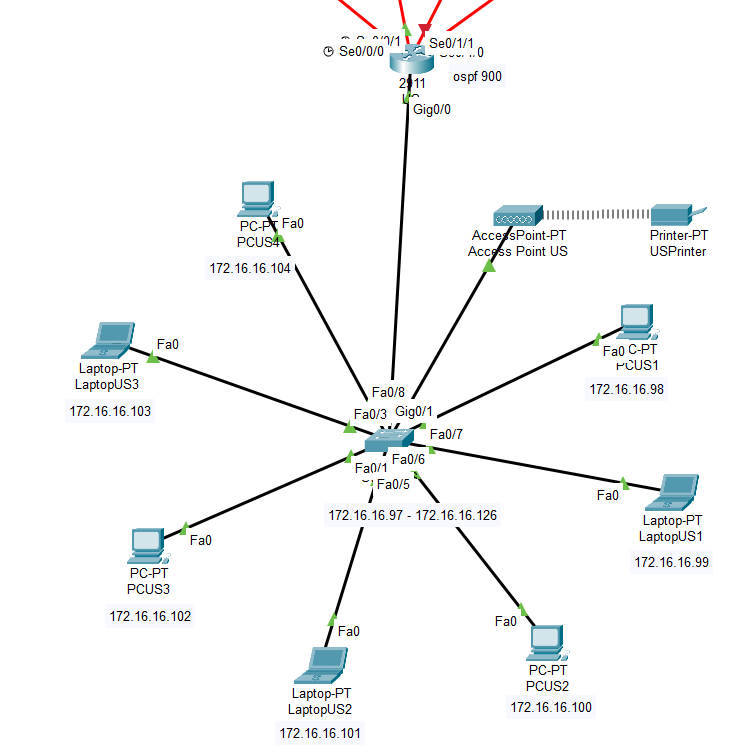 Se0/0/0
Se0/1/1
ospf 900
2911
Gig0/0
Fa0
PC-PT
PCUS4
172.16.16.104
AccessPoint-PT
Access Point US
Printer-PT
USPrinter
Fa0
Laptop-PT
LaptopUS3
172.16.16.103
Fa0
PCUS1
172.16.16.98
Fa0/8
Fa0/3
Gig0/1
Fa0/7
Fa0/1
Fa0/6
Fa0/5
172.16.16.97 - 172.16.16.126
Fa0
Laptop-PT
LaptopUS1
172.16.16.99
Fa0
PC-PT
PCUS3
172.16.16.102
Fa0
Laptop-PT
LaptopUS2
172.16.16.101
Fa0
PC-PT
PCUS2
172.16.16.100